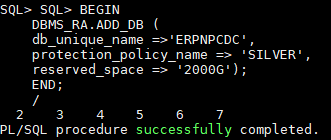 SQL> SQL> BEGIN
DBMS_RA.ADD_DB (
db_unique_name =>'ERPNPCDC',
protection_policy_name => 'SILVER',
reserved_space => '2000G');
END;
/
2 3 4 5 6 7
PL/SQL procedure successfully completed.